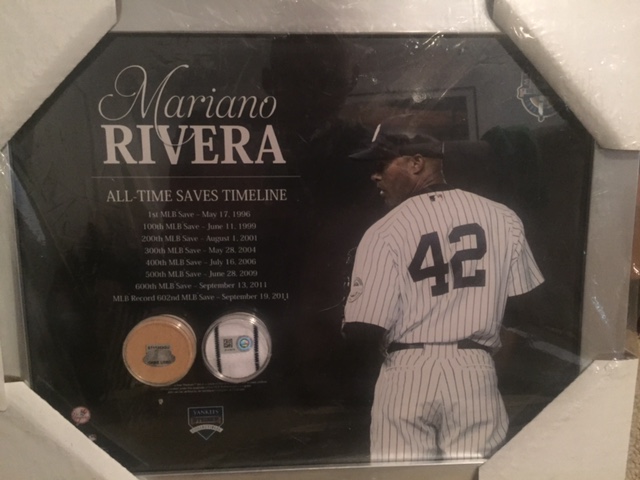 Mariano
RIVERA
ALL-TIME SAVES TIMELINE
1st MLB Save – May 17, 1996
100th MLB Save – June 11, 1999
200th MLB Save – August 1, 2001
300th MLB Save – May 28, 2004
400th MLB Save – July 16, 2006
500th MLB Save – June 28, 2009
600th MLB Save – September 13, 2011
MLB Record 602nd MLB Save – September 19, 2011
42
YANKEES